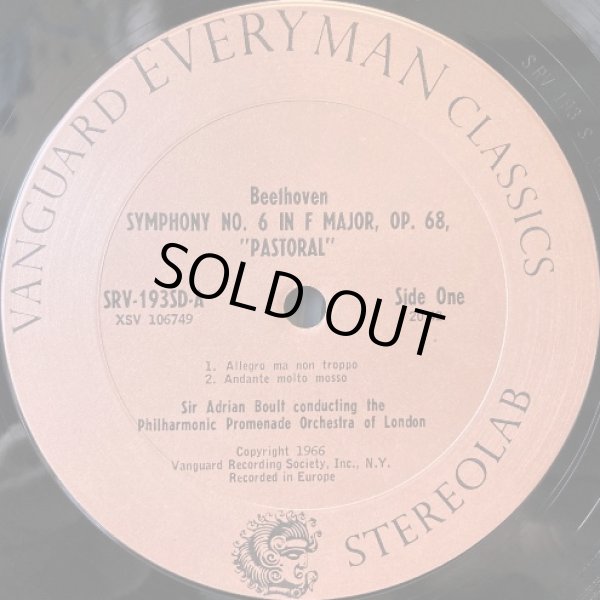 VANGUARD EVERYMAN CLASSICS
SRV 193 S
Beethoven
SYMPHONY NO. 6 IN F MAJOR, OP. 68,
"PASTORAL"
SOLD OUT
SRV-193SD-A Side One
XSV 106749
1. Allegro ma non troppo
2. Andante molto mosso
Sir Adrian Boult conducting the
Philharmonic Promenade Orchestra of London
Copyright 1966
Vanguard Recording Society, Inc., N.Y.
Recorded in Europe
STEREOLAB